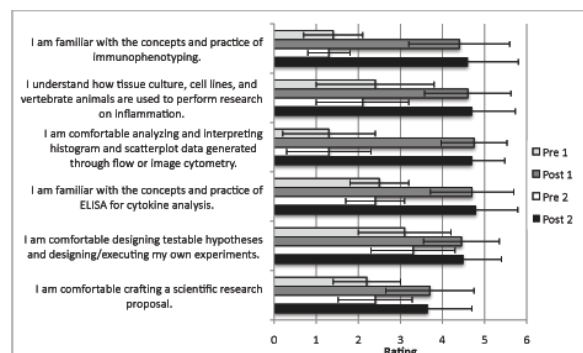 I am familiar with the concepts and practice of
immunophenotyping.
I understand how tissue culture, cell lines, and
vertebrate animals are used to perform research
on inflammation.
I am comfortable analyzing and interpreting
histogram and scatterplot data generated
through flow or image cytometry.
I am familiar with the concepts and practice of
ELISA for cytokine analysis.
I am comfortable designing testable hypotheses
and designing/executing my own experiments.
I am comfortable crafting a scientific research
proposal.
Pre 1
Post 1
Pre 2
Post 2
0 1 2 3 4 5 6
Rating